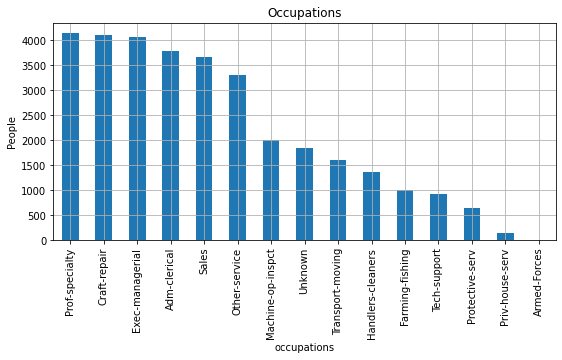 Occupations
People
4000
3500
3000
2500
2000
1500
1000
500
0
Prof-specialty
Craft-repair
Exec-managerial
Adm-clerical
Sales
Other-service
Machine-op-inspct
Unknown
Transport-moving
Handlers-cleaners
Farming-fishing
Tech-support
Protective-serv
Priv-house-serv
Armed-Forces
occupations